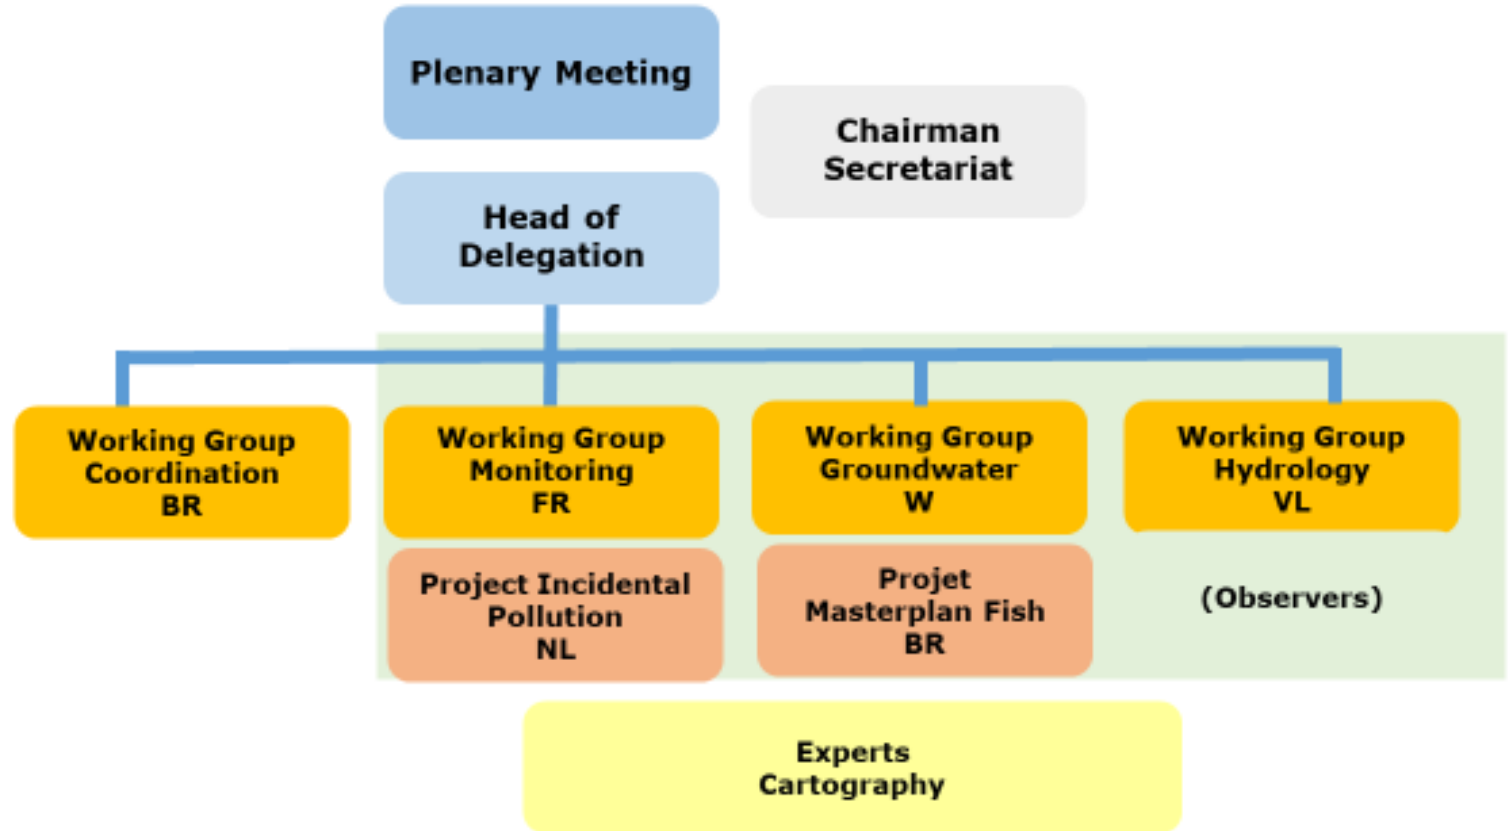 Plenary Meeting
Chairman
Secretariat
Head of
Delegation
Working Group
Coordination
BR
Working Group
Monitoring
FR
Working Group
Groundwater
W
Working Group
Hydrology
VL
Project Incidental
Pollution
NL
Projet
Masterplan Fish
BR
(Observers)
Experts
Cartography